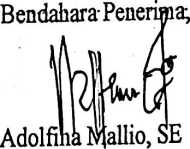 Bendahara Penerima,
Adolfina Mallio, SE